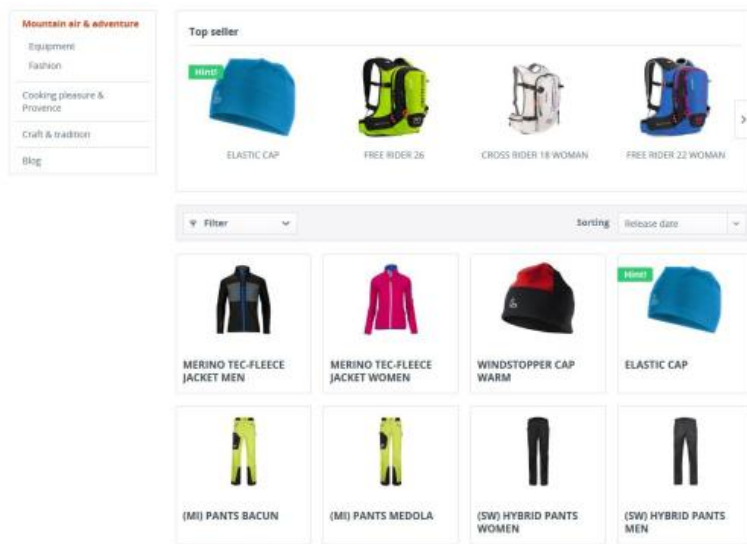 Mountain air & adventure
Equipment
Fashion
Cooking pleasure &
Provence
Craft & tradition
Blog
Top seller
Hint!
ELASTIC CAP
FREE RIDER 26
CROSS RIDER 18 WOMAN
FREE RIDER 22 WOMAN
Filter
Sorting
Release date
Hint!
MERINO TEC-FLEECE
JACKET MEN
MERINO TEC-FLEECE
JACKET WOMEN
WINDSTOPPER CAP
WARM
ELASTIC CAP
(MI) PANTS BACUN
(MI) PANTS MEDOLA
(SW) HYBRID PANTS
WOMEN
(SW) HYBRID PANTS
MEN